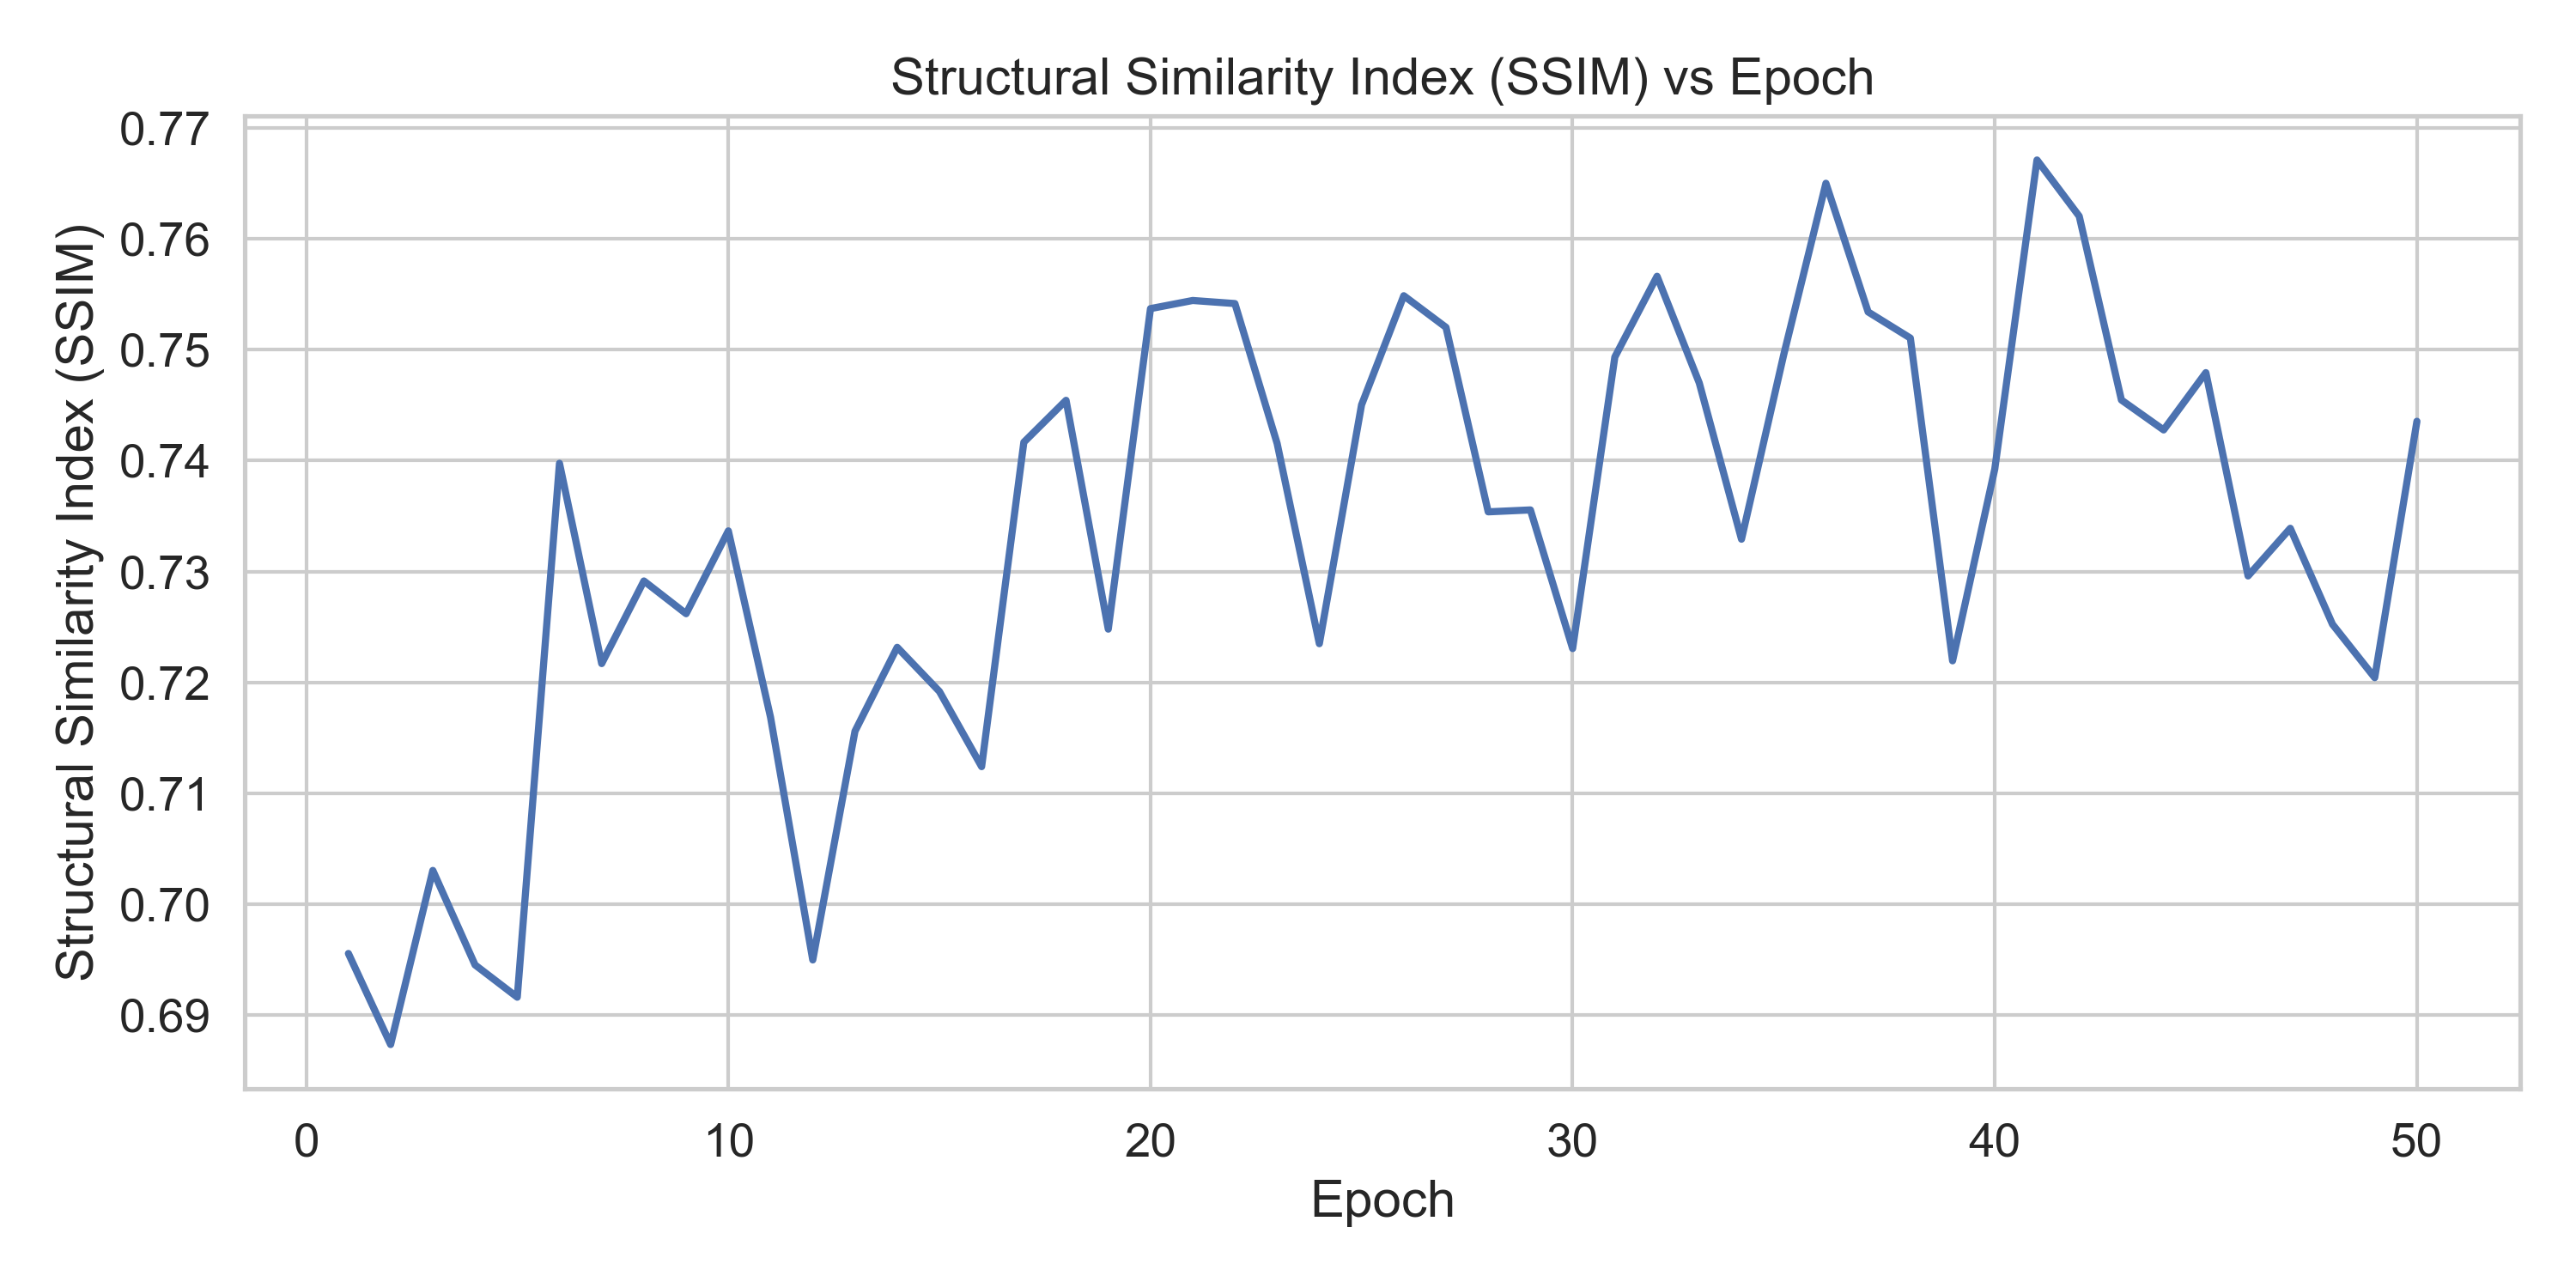 Structural Similarity Index (SSIM) vs Epoch
Structural Similarity Index (SSIM)
0.77
0.76
0.75
0.74
0.73
0.72
0.71
0.70
0.69
0 10 20 30 40 50
Epoch